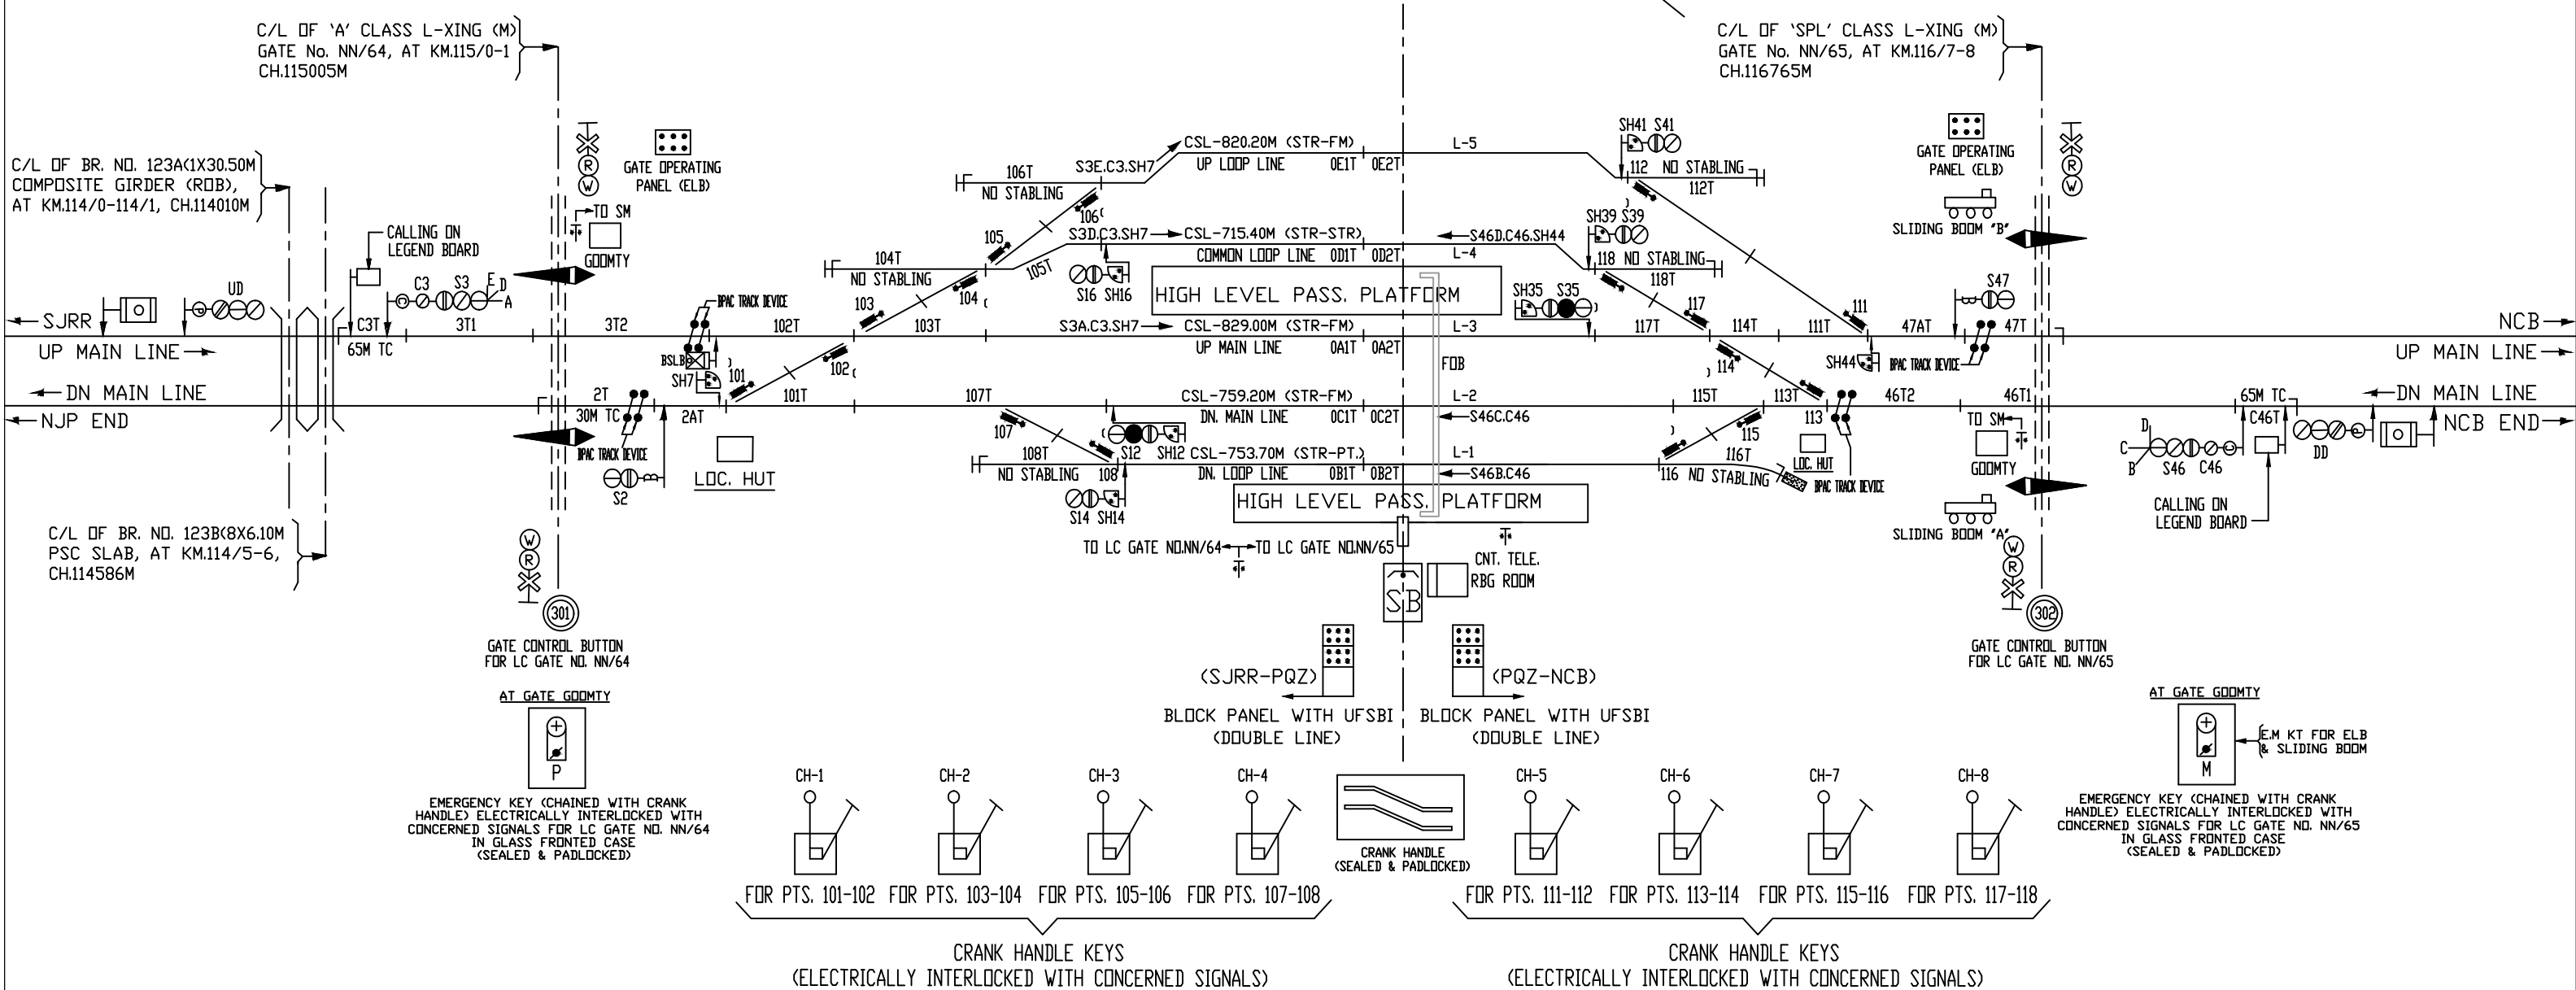 C/L OF 'A' CLASS L-XING (M)
GATE No. NN/64, AT KM.115/0-1
CH.115005M
C/L OF 'SPL' CLASS L-XING (M)
GATE No. NN/65, AT KM.116/7-8
CH.116765M
C/L OF BR. NO. 123A(1X30.50M
COMPOSITE GIRDER (ROB),
AT KM.114/0-114/1, CH.114010M
R
W
GATE OPERATING
PANEL (ELB)
TO SM
GOOMTY
CALLING ON
LEGEND BOARD
106T
NO STABLING
S3E.C3.SH7
CSL-820.20M (STR-FM)
UP LOOP LINE
0E1T
0E2T
L-5
SH41 S41
112 NO STABLING
112T
GATE OPERATING
PANEL (ELB)
SLIDING BOOM "B"
R
W
106
105
104T
NO STABLING
105T
S3D.C3.SH7
CSL-715.40M (STR-STR)
COMMON LOOP LINE
0D1T
0D2T
S46D.C46.SH44
L-4
SH39 S39
118 NO STABLING
118T
S16 SH16
HIGH LEVEL PASS. PLATFORM
SH35 S35
S47
UD
C3
S3
E
D
A
BPAC TRACK DEVICE
103
104
117
111
SJRR
C3T
65M TC
3T1
3T2
102T
103T
S3A.C3.SH7
CSL-829.00M (STR-FM)
UP MAIN LINE
0A1T
0A2T
L-3
117T
114T
111T
47AT
47T
NCB
UP MAIN LINE
UP MAIN LINE
BSLB
SH7
101
102
FOB
114
SH44
BPAC TRACK DEVICE
DN MAIN LINE
NJP END
2T
30M TC
2AT
101T
107T
CSL-759.20M (STR-FM)
DN. MAIN LINE
0C1T
0C2T
L-2
S46C.C46
115T
113T
113
46T2
46T1
65M TC
C46T
DN MAIN LINE
NCB END
BPAC TRACK DEVICE
S2
LOC. HUT
107
108T
NO STABLING
108
S12 SH12
CSL-753.70M (STR-PT.)
DN. LOOP LINE
0B1T
0B2T
L-1
S46B.C46
115
116T
116 NO STABLING
LOC. HUT
BPAC TRACK DEVICE
TO SM
GOOMTY
D
C
B
S46 C46
DD
S14 SH14
HIGH LEVEL PASS. PLATFORM
SLIDING BOOM "A"
CALLING ON
LEGEND BOARD
C/L OF BR. NO. 123B(8X6.10M
PSC SLAB, AT KM.114/5-6,
CH.114586M
W
R
TO LC GATE NO.NN/64
TO LC GATE NO.NN/65
CNT. TELE.
RBG ROOM
SB
W
R
301
GATE CONTROL BUTTON
FOR LC GATE NO. NN/64
302
GATE CONTROL BUTTON
FOR LC GATE NO. NN/65
(SJRR-PQZ)
(PQZ-NCB)
BLOCK PANEL WITH UFSBI
(DOUBLE LINE)
BLOCK PANEL WITH UFSBI
(DOUBLE LINE)
AT GATE GOOMTY
P
EMERGENCY KEY (CHAINED WITH CRANK
HANDLE) ELECTRICALLY INTERLOCKED WITH
CONCERNED SIGNALS FOR LC GATE NO. NN/64
IN GLASS FRONTED CASE
(SEALED & PADLOCKED)
AT GATE GOOMTY
M
E.M KT FOR ELB
& SLIDING BOOM
EMERGENCY KEY (CHAINED WITH CRANK
HANDLE) ELECTRICALLY INTERLOCKED WITH
CONCERNED SIGNALS FOR LC GATE NO. NN/65
IN GLASS FRONTED CASE
(SEALED & PADLOCKED)
CH-1
CH-2
CH-3
CH-4
CH-5
CH-6
CH-7
CH-8
CRANK HANDLE
(SEALED & PADLOCKED)
FOR PTS. 101-102
FOR PTS. 103-104
FOR PTS. 105-106
FOR PTS. 107-108
FOR PTS. 111-112
FOR PTS. 113-114
FOR PTS. 115-116
FOR PTS. 117-118
CRANK HANDLE KEYS
(ELECTRICALLY INTERLOCKED WITH CONCERNED SIGNALS)
CRANK HANDLE KEYS
(ELECTRICALLY INTERLOCKED WITH CONCERNED SIGNALS)